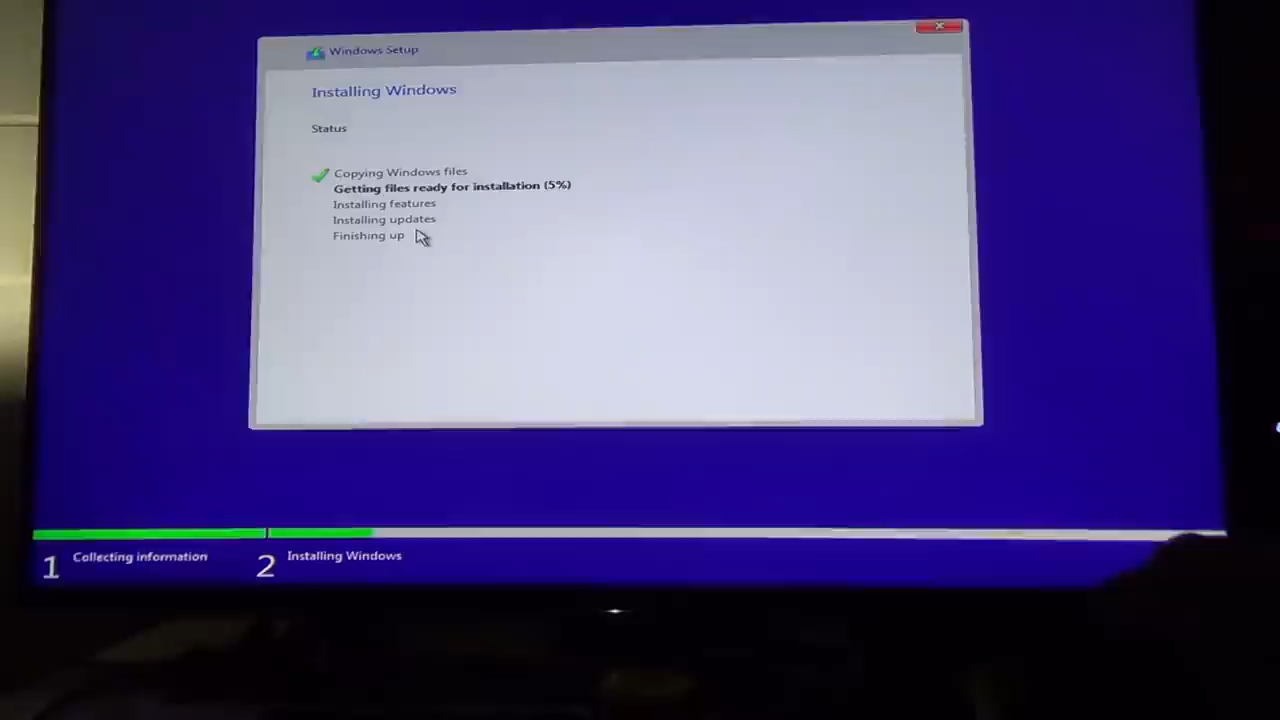 Windows Setup
Installing Windows
Status
Copying Windows files
Getting files ready for installation (5%)
Installing features
Installing updates
Finishing up
1 Collecting information
2 Installing Windows